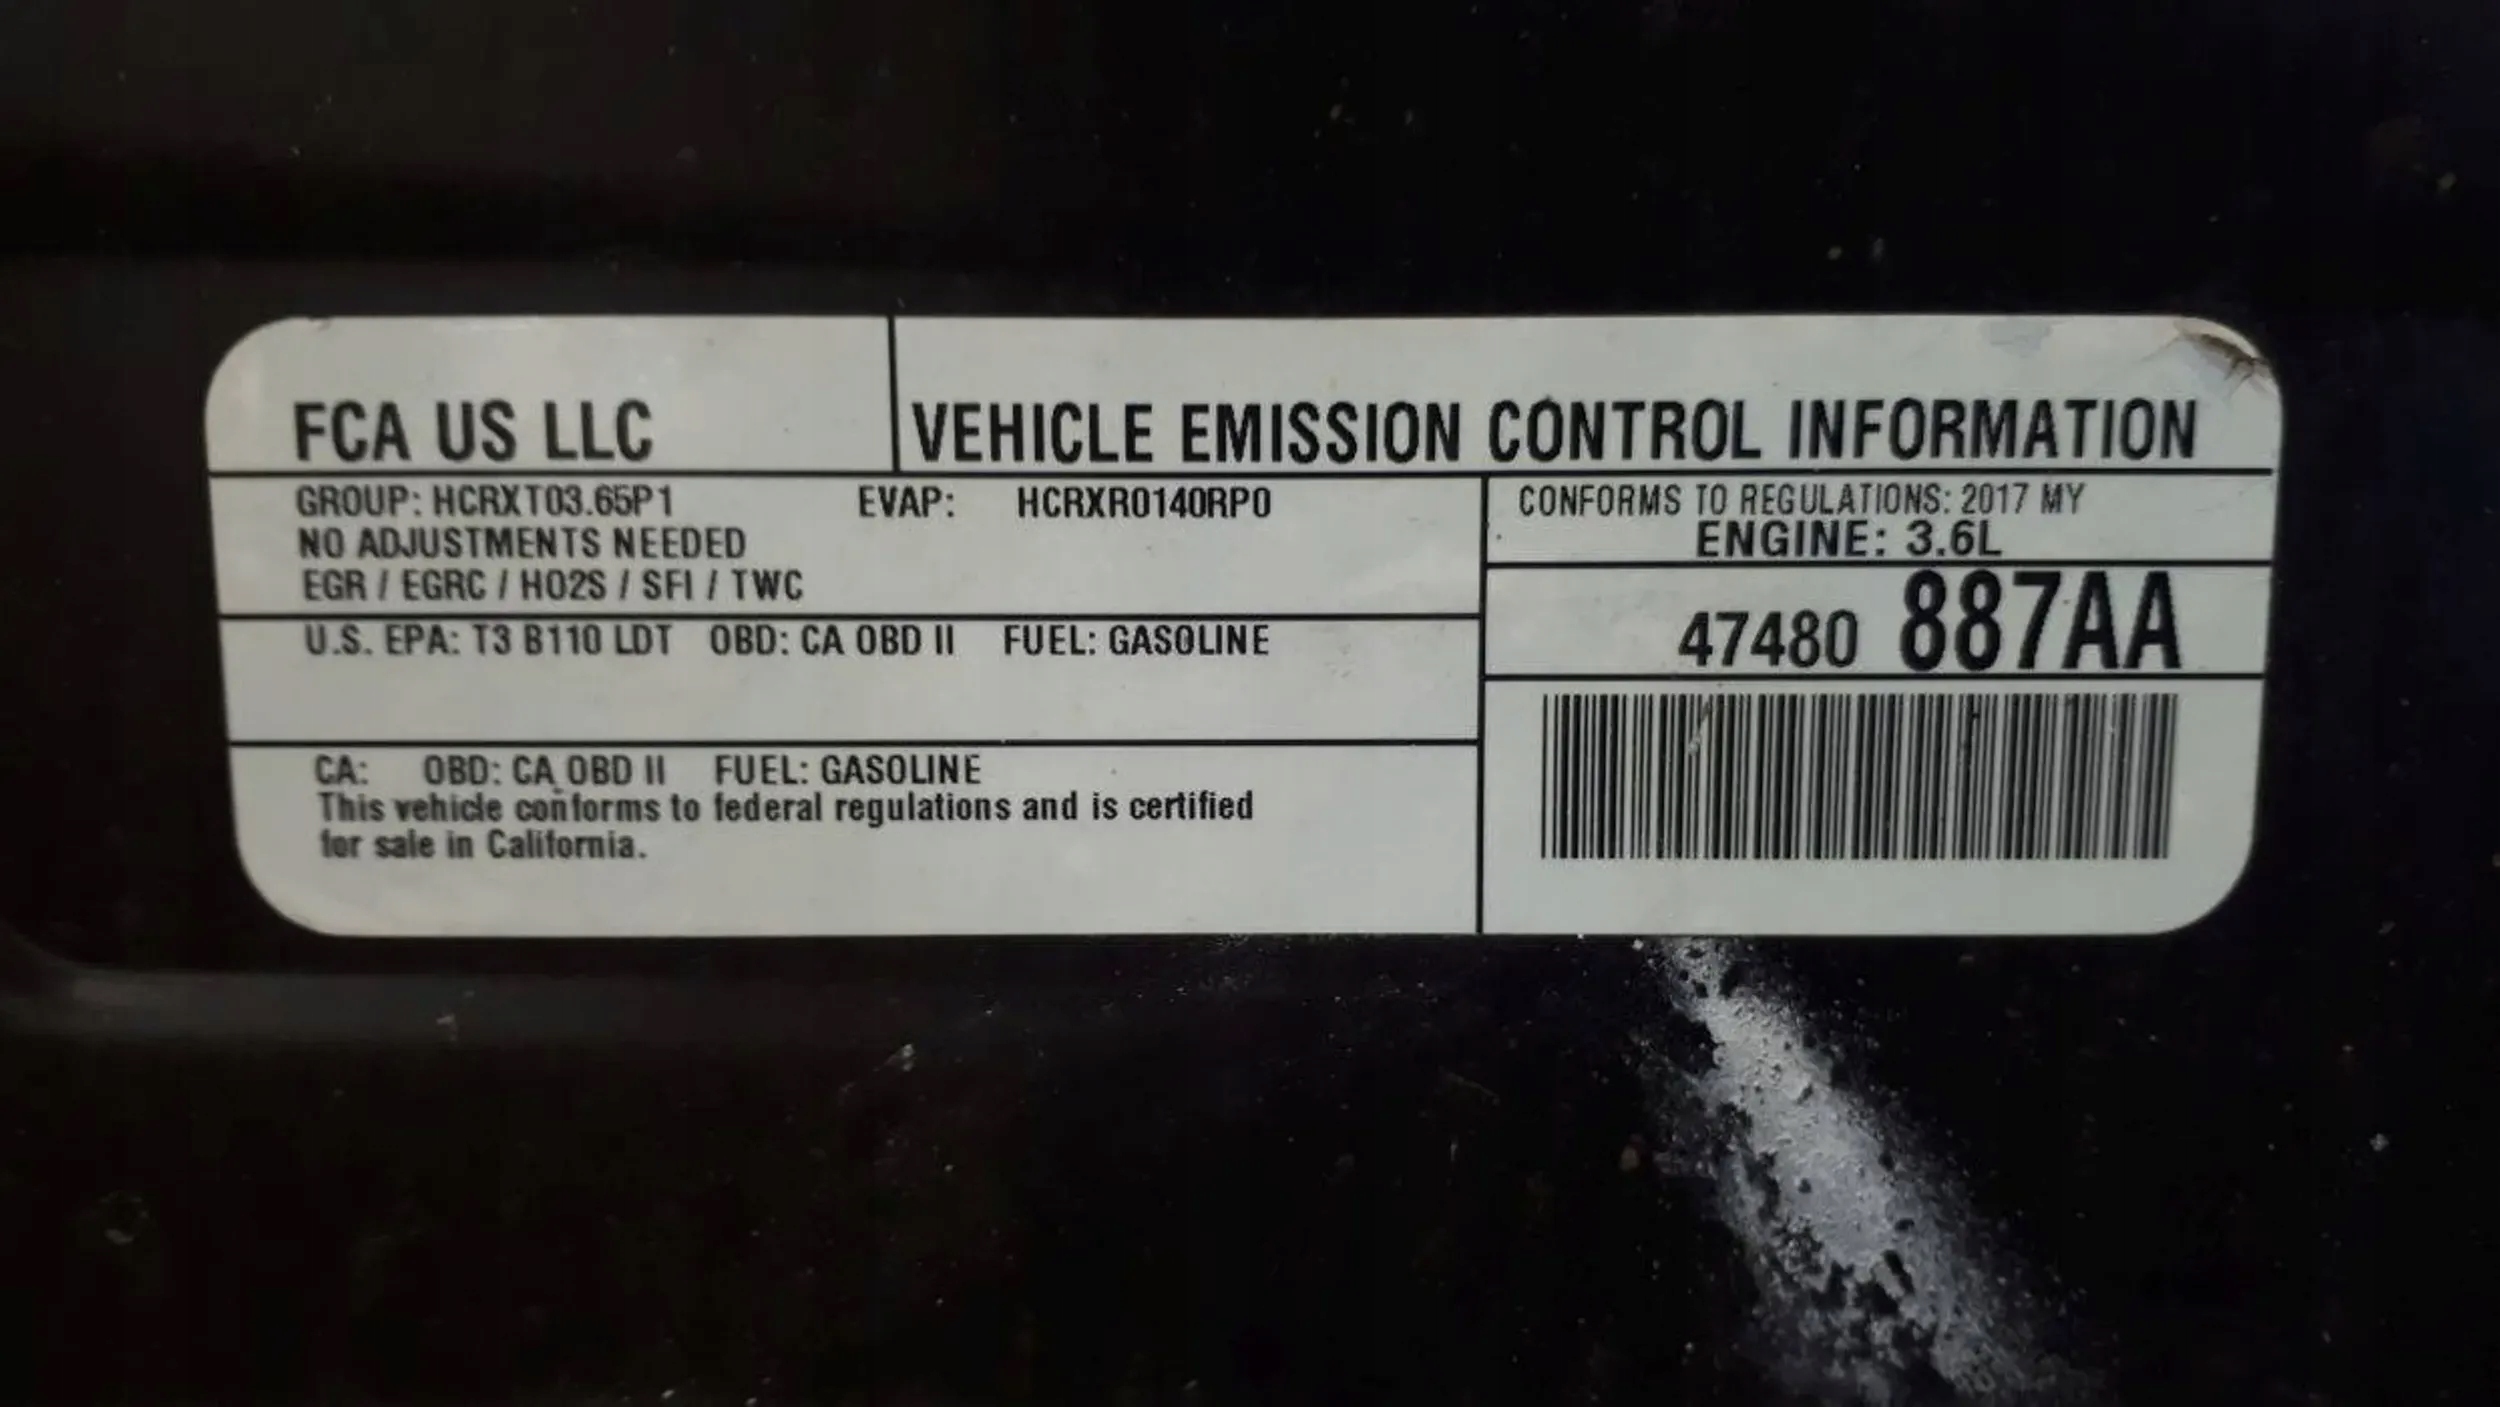 FCA US LLC
VEHICLE EMISSION CONTROL INFORMATION
GROUP: HCRXT03.65P1 EVAP: HCRXR0140RP0
NO ADJUSTMENTS NEEDED
EGR / EGRC / HO2S / SFI / TWC
CONFORMS TO REGULATIONS: 2017 MY
ENGINE: 3.6L
47480 887AA
U.S. EPA: T3 B110 LDT OBD: CA OBD II FUEL: GASOLINE
CA: OBD: CA OBD II FUEL: GASOLINE
This vehicle conforms to federal regulations and is certified
for sale in California.